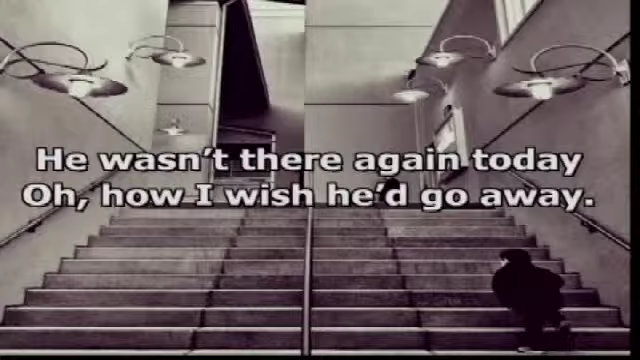 He wasn't there again today
Oh, how I wish he'd go away.